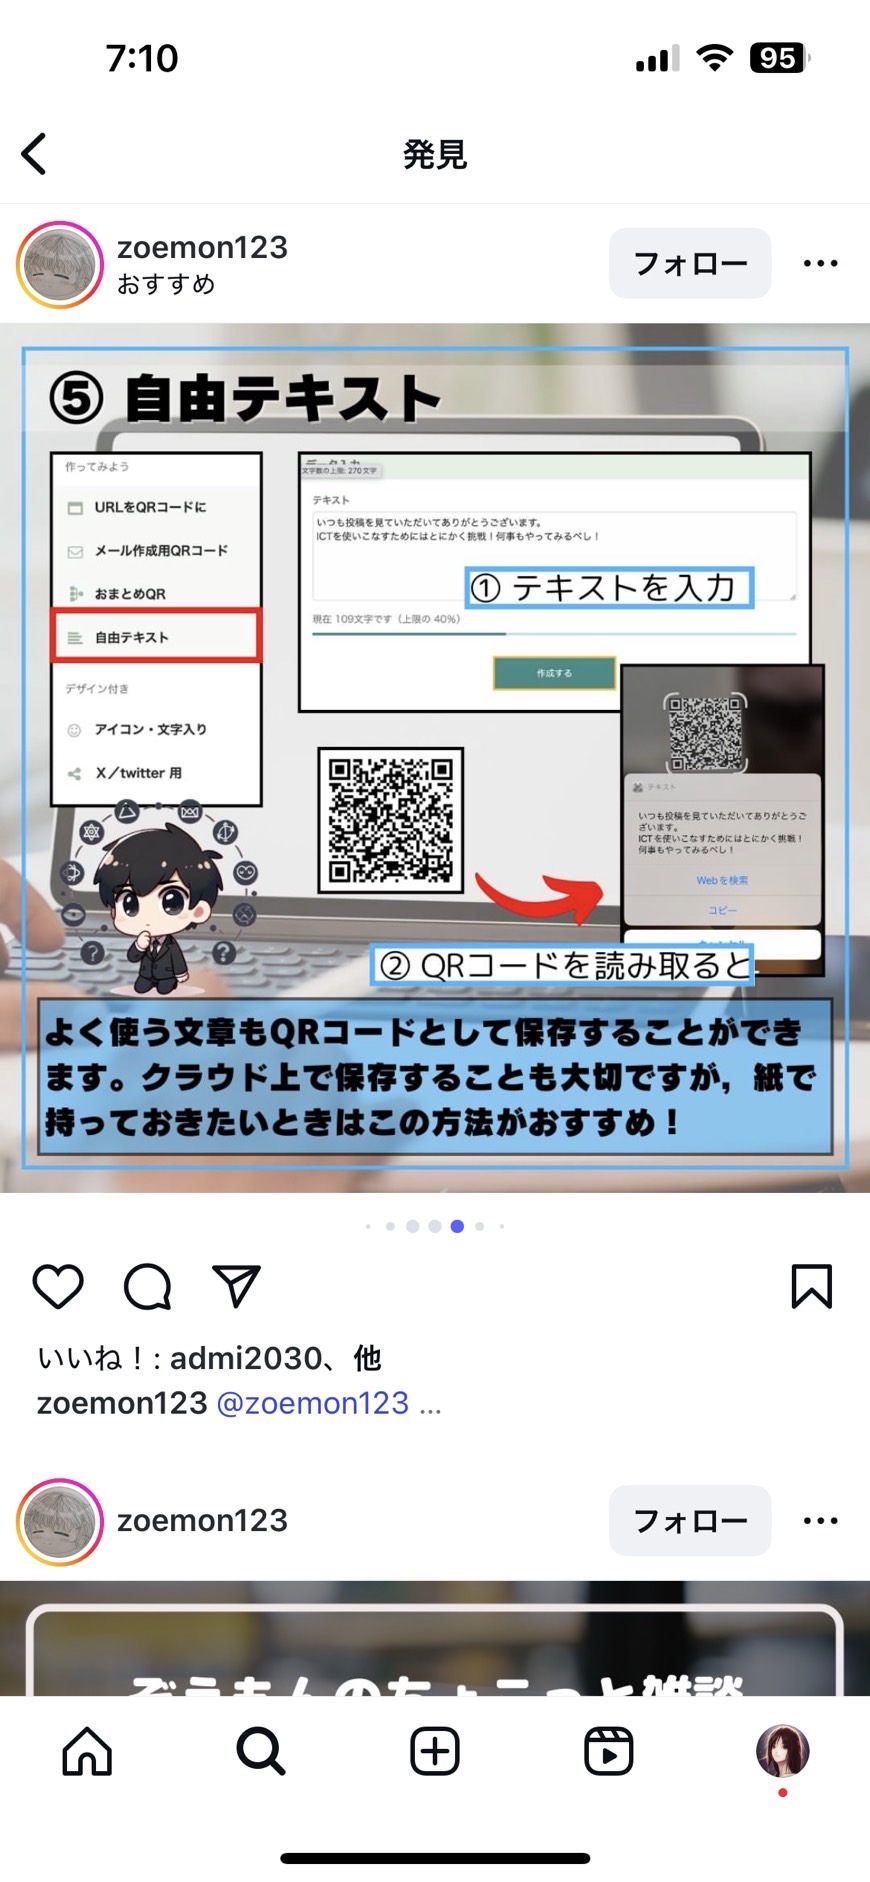 7:10
95
発見
zoemon123
おすすめ
フォロー
⑤ 自由テキスト
作ってみよう
URLをQRコードに
メール作成用QRコード
おまとめQR
自由テキスト
デザイン付き
アイコン・文字入り
X／twitter 用
文字数の上限: 270文字
テキスト
いつも投稿を見ていただいてありがとうございます。
ICTを使いこなすためにはとにかく挑戦！何事もやってみるべし！
① テキストを入力
現在 109文字です（上限の 40%）
作成する
テキスト
いつも投稿を見ていただいてありがとうご
ざいます。
ICTを使いこなすためにはとにかく挑戦！
何事もやってみるべし！
Webを検索
コピー
② QRコードを読み取ると
よく使う文章もQRコードとして保存することができ
ます。クラウド上で保存することも大切ですが，紙で
持っておきたいときはこの方法がおすすめ！
いいね！: admi2030、他
zoemon123 @zoemon123 ...
zoemon123
フォロー
ぞうもんのちょこっと雑談